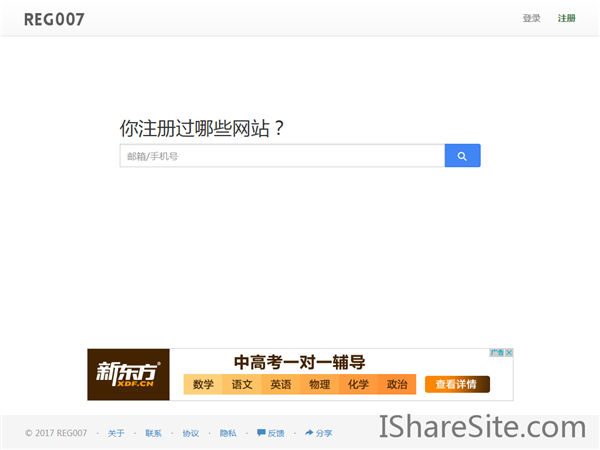 REG007 登录 注册
你注册过哪些网站？
邮箱/手机号
新东方 XDF.CN
中高考一对一辅导
广告
数学 语文 英语 物理 化学 政治
查看详情
© 2017 REG007 · 关于 · 联系 · 协议 · 隐私 · 反馈 · 分享
IShareSite.com